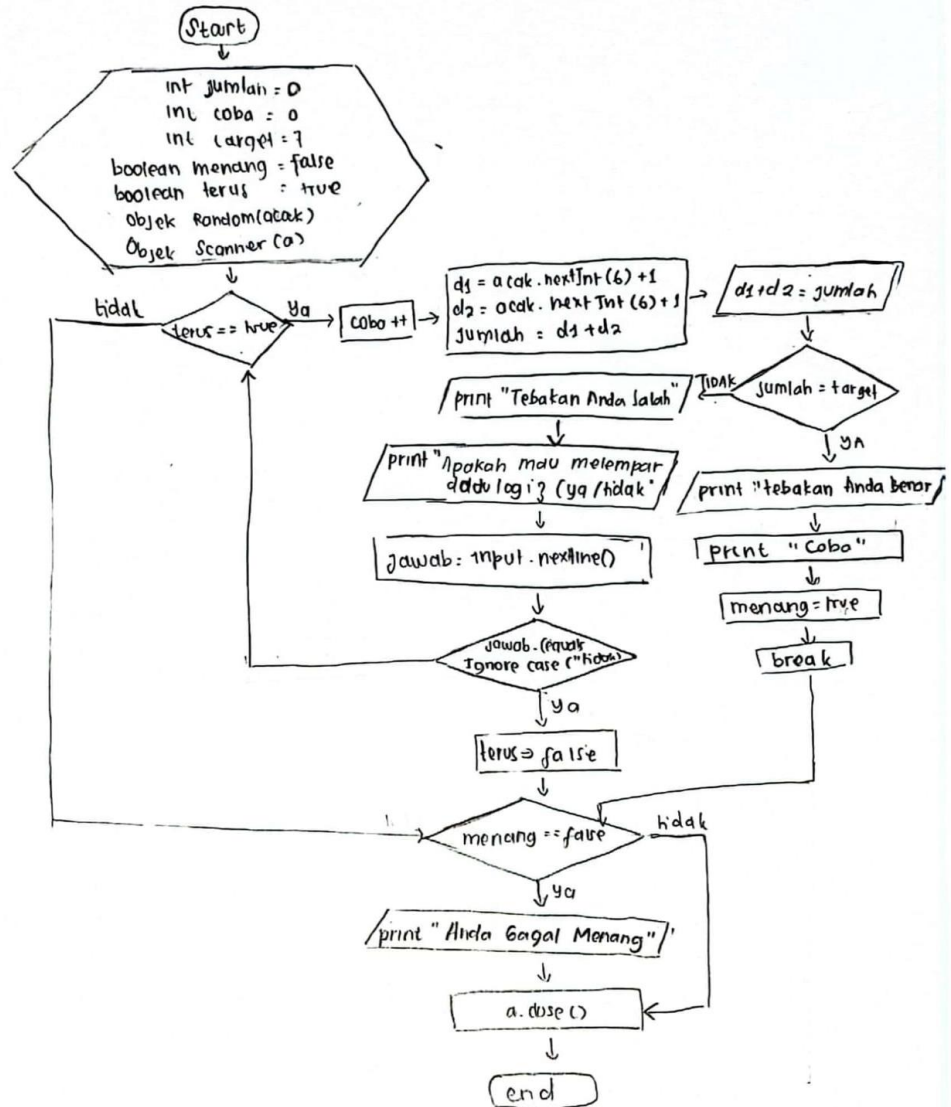 Start
int jumlah = 0
int coba = 0
int target = 7
boolean menang = false
boolean terus = true
Objek Random(acak)
Objek Scanner (a)
terus == true
tidak
ya
coba ++
d1 = acak.nextInt(6)+1
d2 = acak.nextInt(6)+1
jumlah = d1+d2
d1+d2 = jumlah
jumlah = target
TIDAK
print "Tebakan Anda Salah"
print "Apakah mau melempar
dadu lagi? (ya/tidak"
jawab = input.nextline()
jawab.(equals
Ignore case ("tidak)
ya
terus = false
YA
print "tebakan Anda benar
print "Coba"
menang = true
break
menang == false
tidak
ya
print "Anda Gagal Menang"
a.close()
end